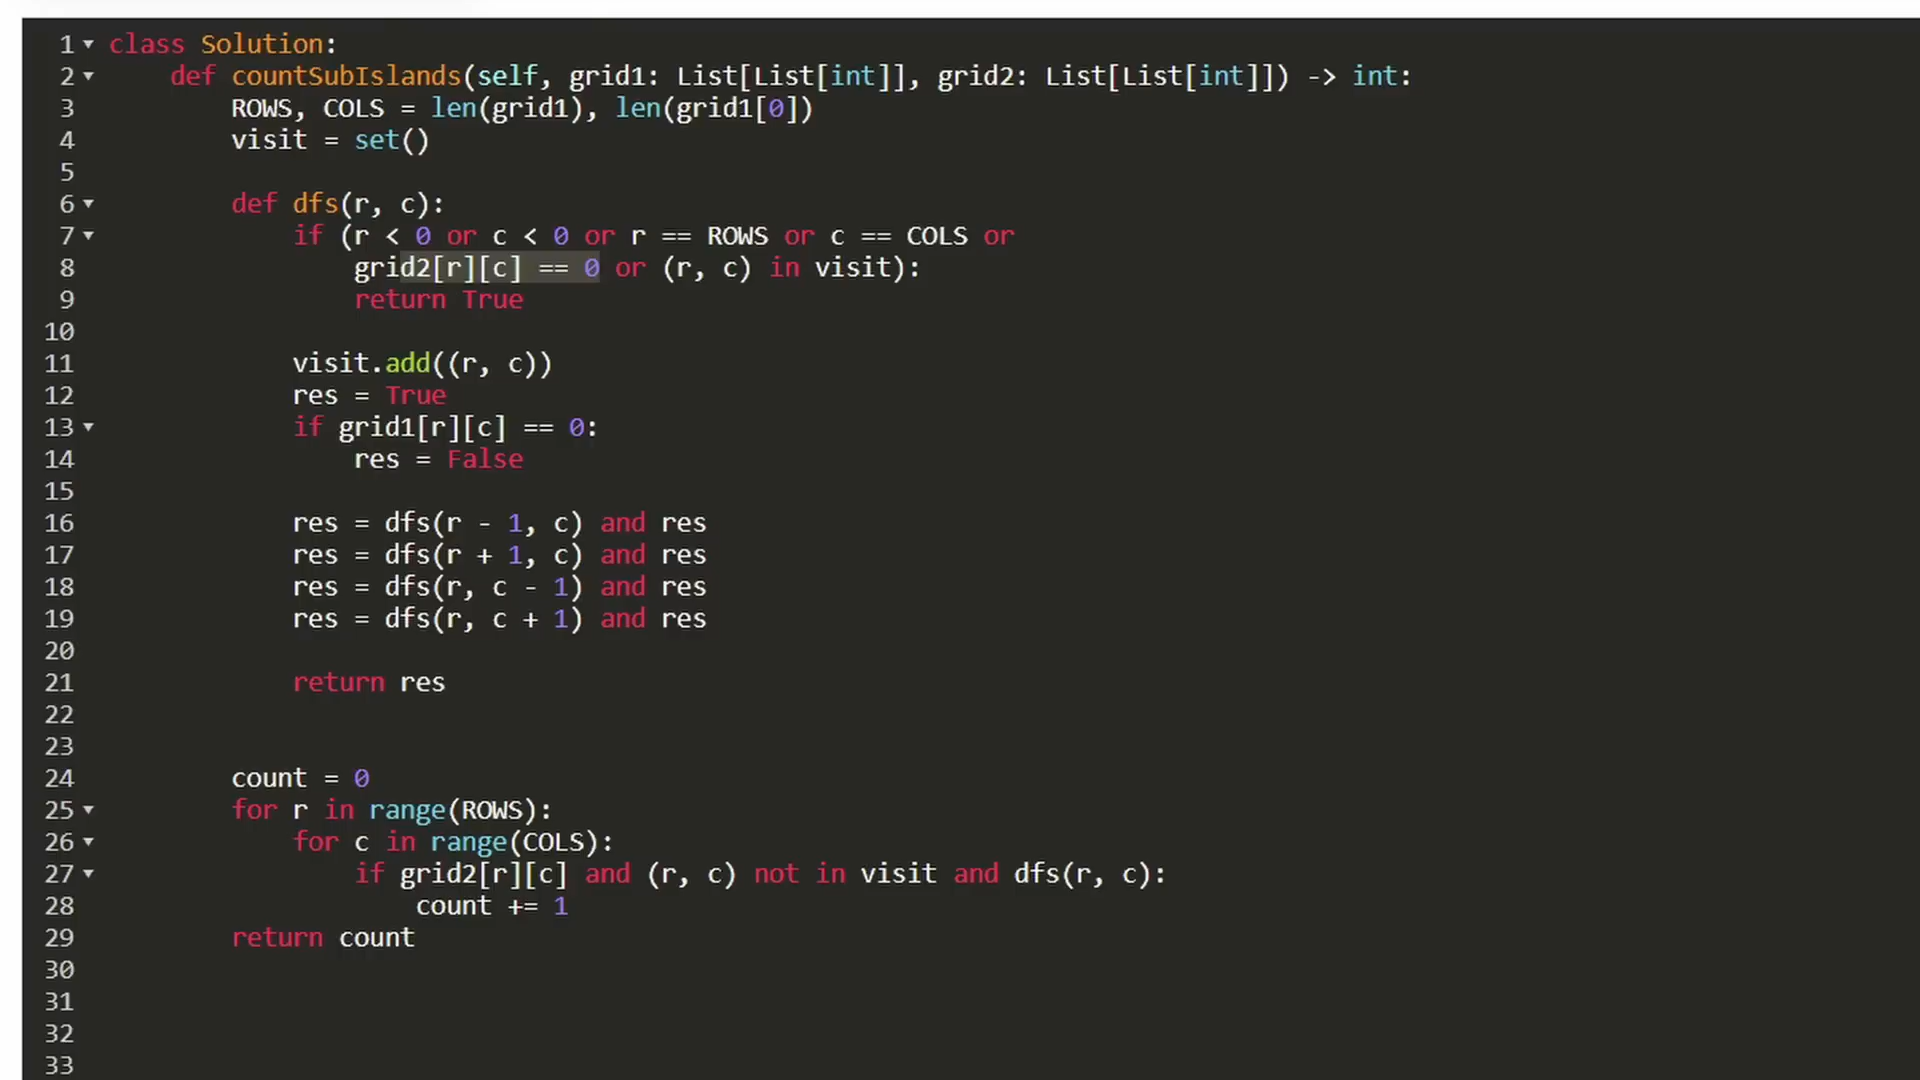 1 class Solution:
2 def countSubIslands(self, grid1: List[List[int]], grid2: List[List[int]]) -> int:
3 ROWS, COLS = len(grid1), len(grid1[0])
4 visit = set()
5
6 def dfs(r, c):
7 if (r < 0 or c < 0 or r == ROWS or c == COLS or
8 grid2[r][c] == 0 or (r, c) in visit):
9 return True
10
11 visit.add((r, c))
12 res = True
13 if grid1[r][c] == 0:
14 res = False
15
16 res = dfs(r - 1, c) and res
17 res = dfs(r + 1, c) and res
18 res = dfs(r, c - 1) and res
19 res = dfs(r, c + 1) and res
20
21 return res
22
23
24 count = 0
25 for r in range(ROWS):
26 for c in range(COLS):
27 if grid2[r][c] and (r, c) not in visit and dfs(r, c):
28 count += 1
29 return count
30
31
32
33